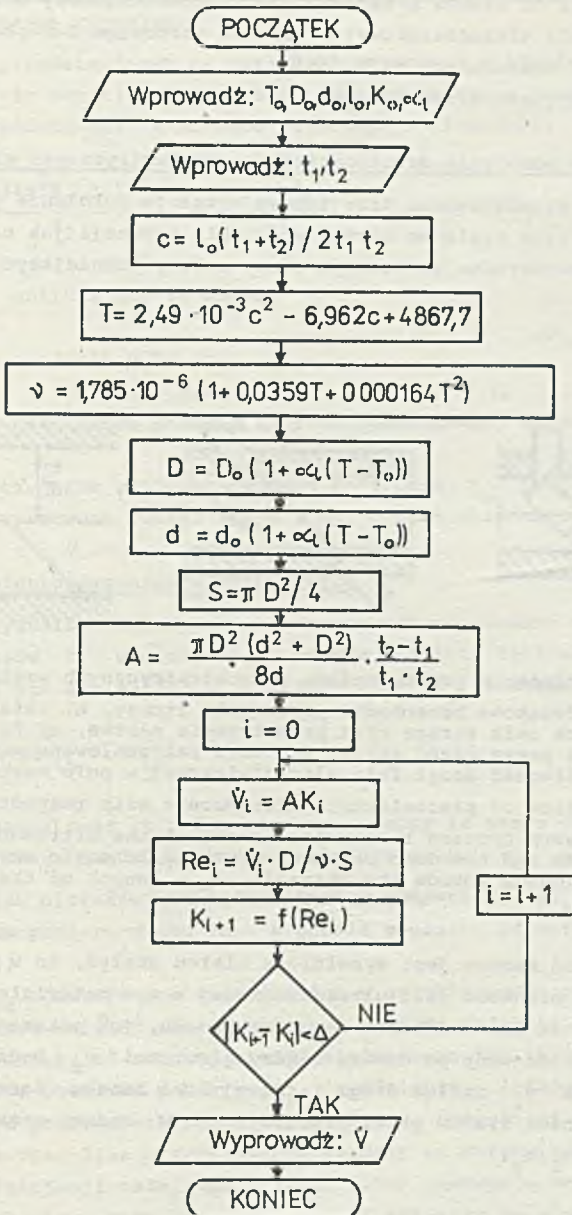 POCZĄTEK
Wprowadź: T₀, D₀, d₀, l₀, K₀, α_l
Wprowadź: t₁, t₂
c = l₀ (t₁+t₂) / 2t₁ t₂
T = 2,49 · 10⁻³c² − 6,962c + 4867,7
ν = 1,785·10⁻⁶ (1+0,0359T+0000164T²)
D = D₀ ( 1+ α_l ( T − T₀))
d = d₀ ( 1+ α_l ( T − T₀))
S = π D²/ 4
A = πD² (d² + D²) / 8d · t₂ − t₁ / t₁ · t₂
i = 0
V̇ᵢ = AKᵢ
Reᵢ = V̇ᵢ · D / ν · S
i = i+1
Kᵢ₊₁ = f(Reᵢ)
|Kᵢ₊₁ − Kᵢ| < Δ
NIE
TAK
Wyprowadź: V̇
KONIEC